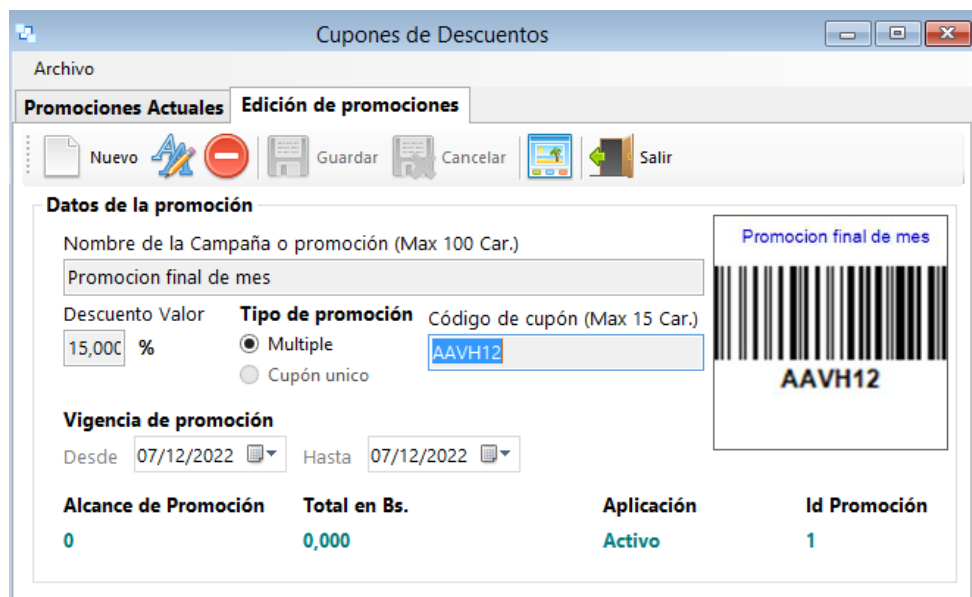 Cupones de Descuentos
Archivo
Promociones Actuales Edición de promociones
Nuevo Guardar Cancelar Salir
Datos de la promoción
Nombre de la Campaña o promoción (Max 100 Car.)
Promocion final de mes
Descuento Valor Tipo de promoción Código de cupón (Max 15 Car.)
15,000 % Multiple AAVH12
Cupón unico
Promocion final de mes
AAVH12
Vigencia de promoción
Desde 07/12/2022 Hasta 07/12/2022
Alcance de Promoción Total en Bs. Aplicación Id Promoción
0 0,000 Activo 1